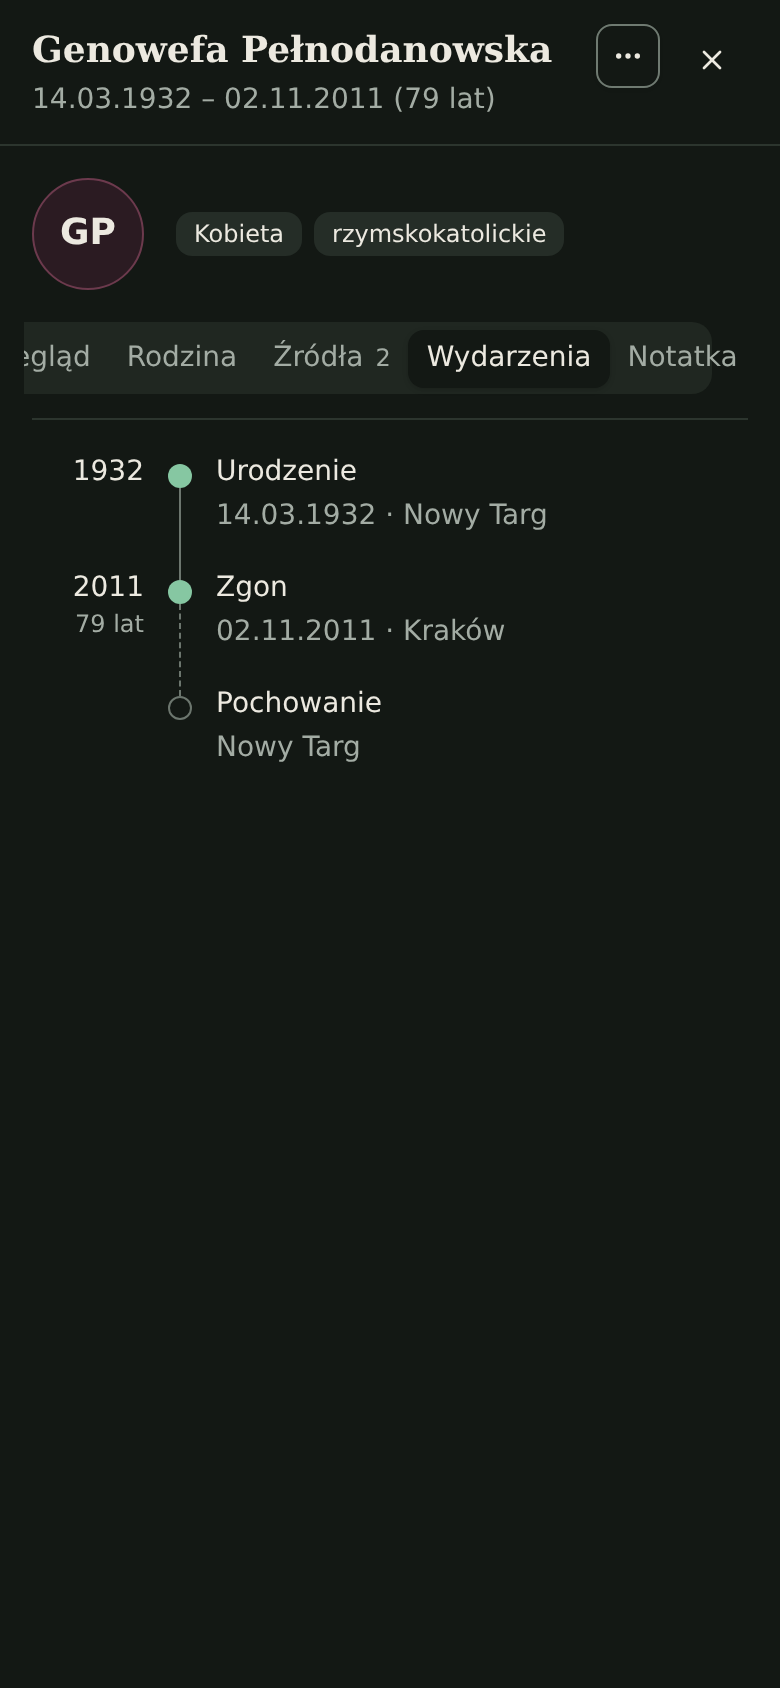 Genowefa Pełnodanowska
14.03.1932 – 02.11.2011 (79 lat)
GP
Kobieta rzymskokatolickie
egląd Rodzina Źródła 2 Wydarzenia Notatka
1932 Urodzenie
14.03.1932 · Nowy Targ
2011 Zgon
79 lat 02.11.2011 · Kraków
Pochowanie
Nowy Targ